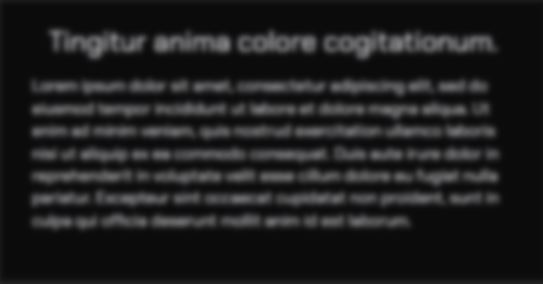 Tingitur anima colore cogitationum.
Lorem ipsum dolor sit amet, consectetur adipiscing elit, sed do
eiusmod tempor incididunt ut labore et dolore magna aliqua. Ut
enim ad minim veniam, quis nostrud exercitation ullamco laboris
nisi ut aliquip ex ea commodo consequat. Duis aute irure dolor in
reprehenderit in voluptate velit esse cillum dolore eu fugiat nulla
pariatur. Excepteur sint occaecat cupidatat non proident, sunt in
culpa qui officia deserunt mollit anim id est laborum.